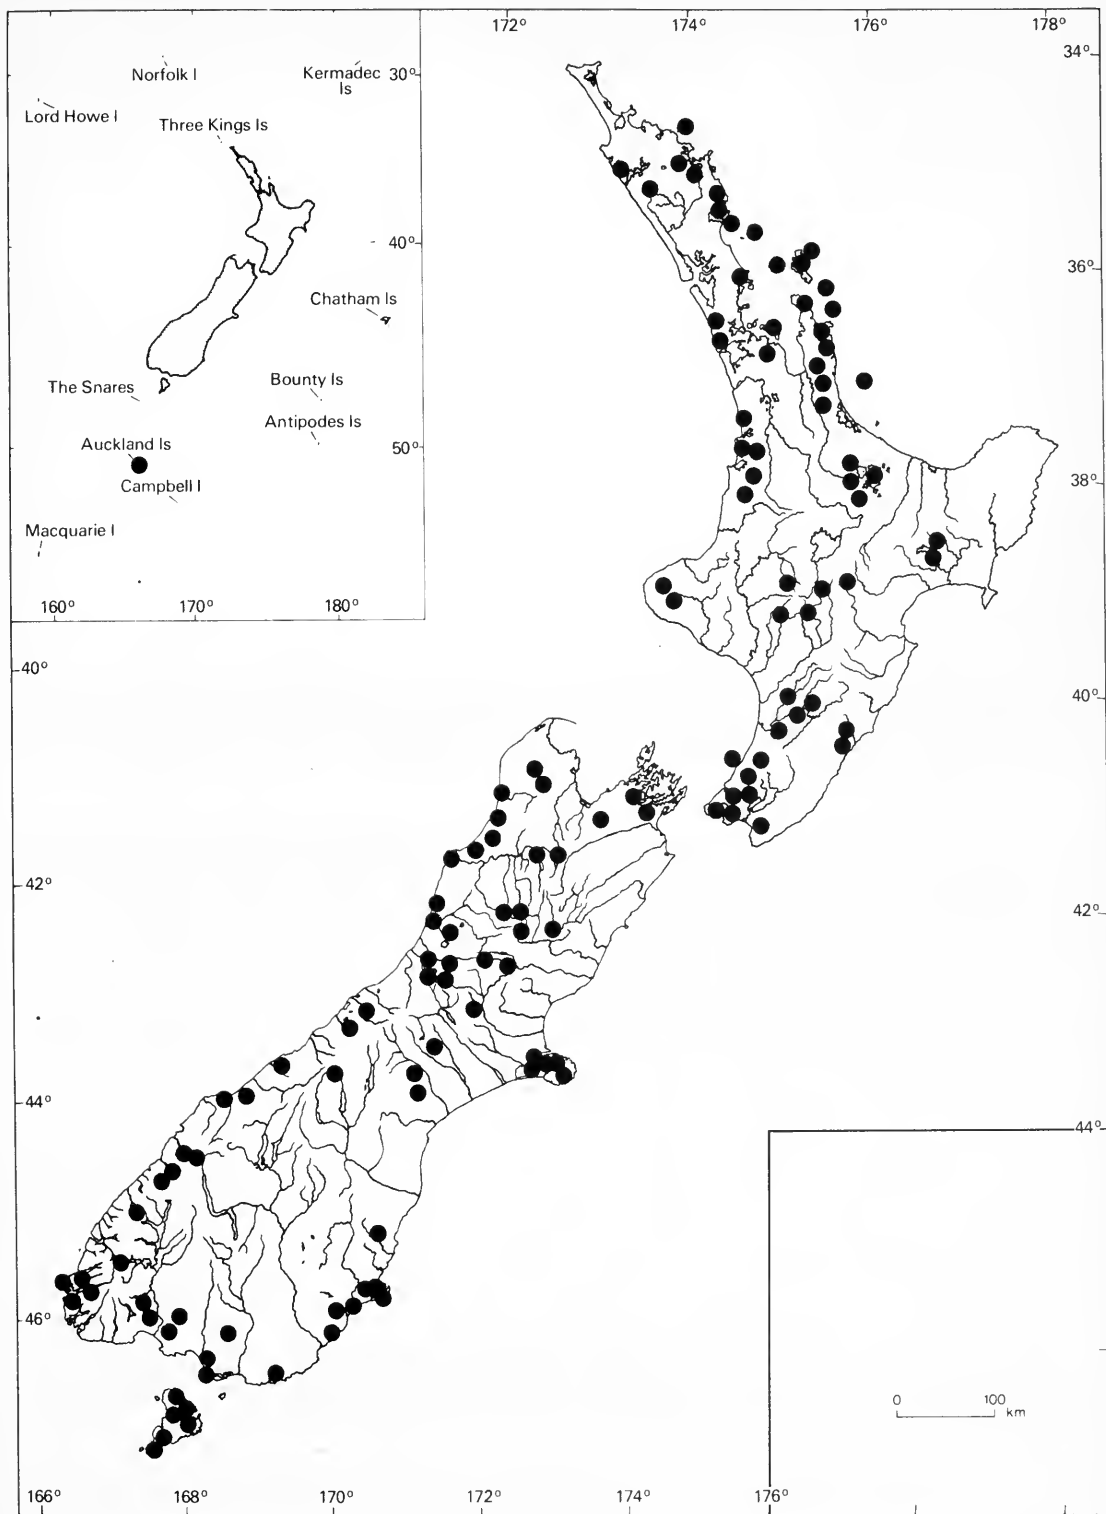 172° 174° 176° 178°
34°
Norfolk I
Kermadec Is
30°
Lord Howe I
Three Kings Is
40°
36°
Chatham Is
The Snares
Bounty Is
Antipodes Is
Auckland Is
50°
Campbell I
38°
Macquarie I
160° 170° 180°
40°
40°
42°
42°
44°
44°
46°
0 100
km
166° 168° 170° 172° 174° 176°